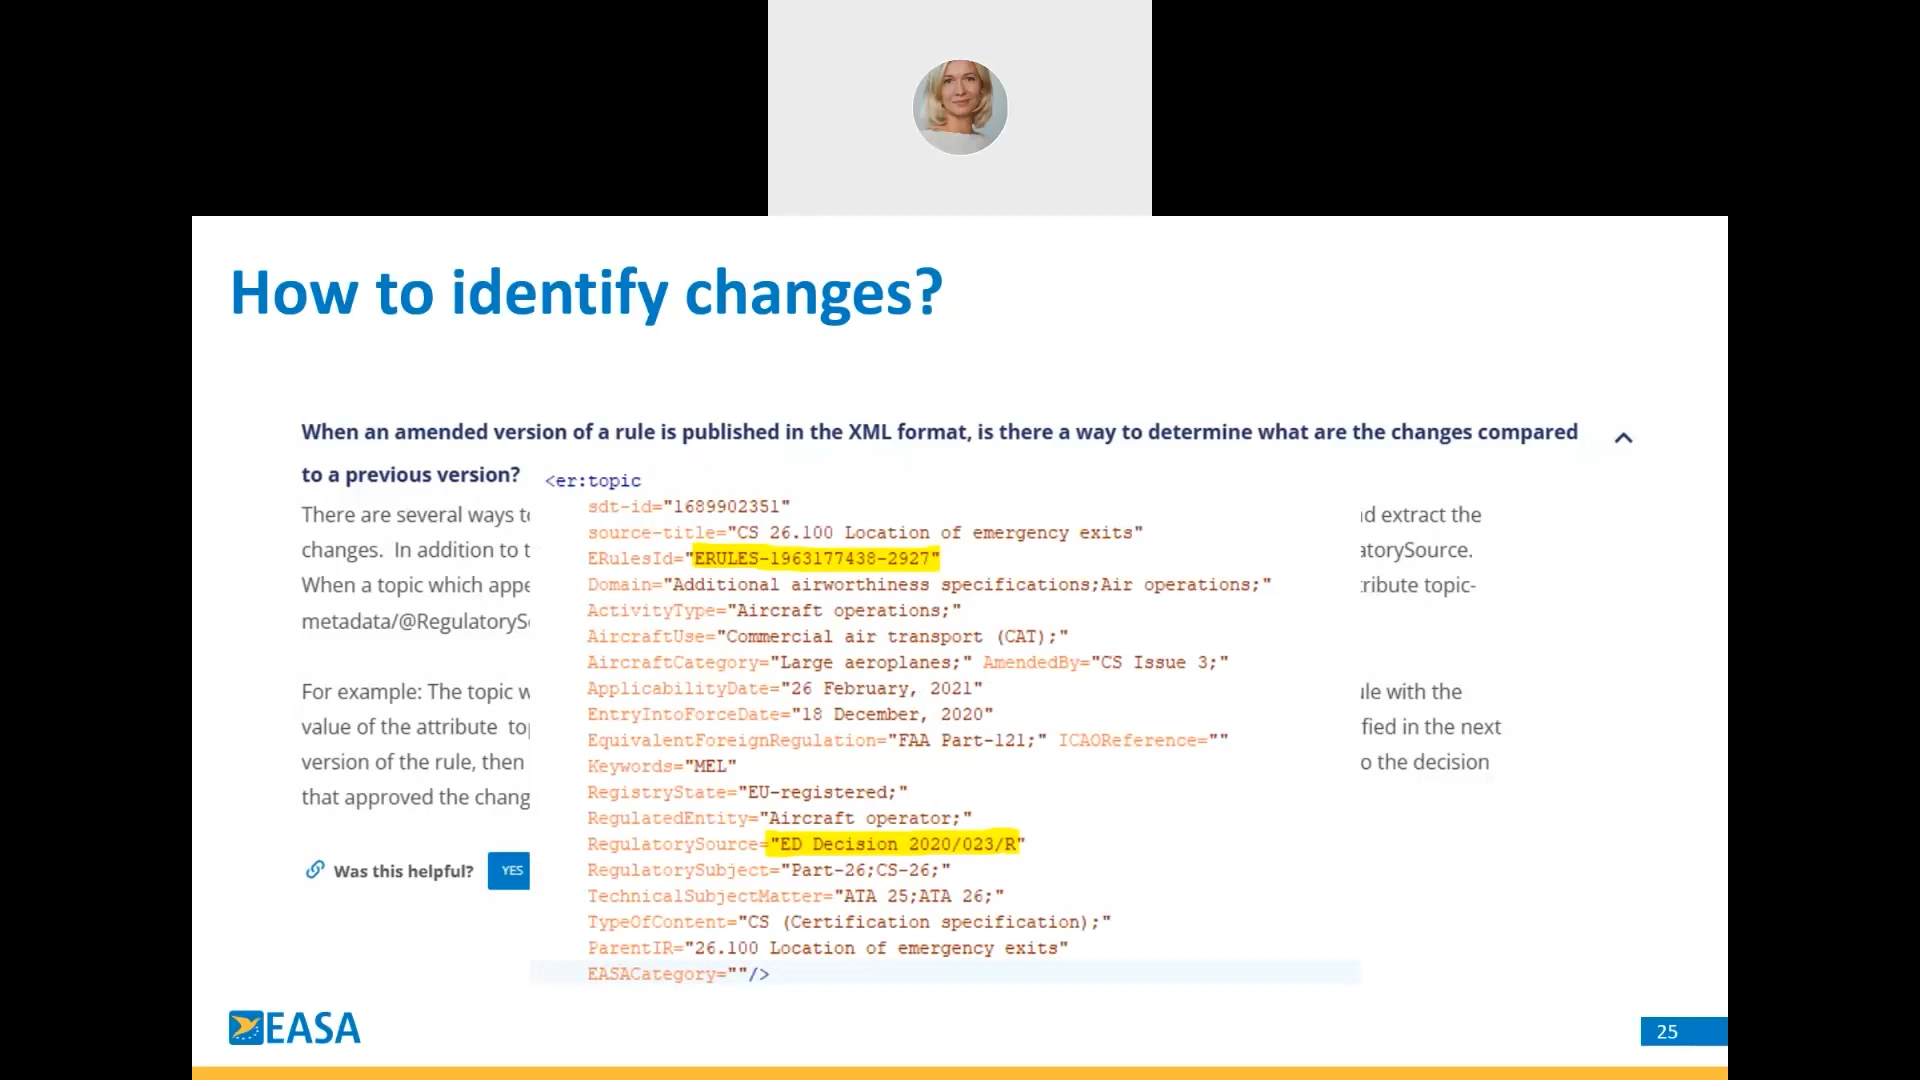 How to identify changes?
When an amended version of a rule is published in the XML format, is there a way to determine what are the changes compared
to a previous version?
<er:topic
There are several ways
sdt-id="1689902351"
d extract the
source-title="CS 26.100 Location of emergency exits"
changes. In addition to t
ERulesId="ERULES-1963177438-2927"
atorySource.
When a topic which appe
Domain="Additional airworthiness specifications;Air operations;"
tribute topic-
ActivityType="Aircraft operations;"
metadata/@RegulatoryS
AircraftUse="Commercial air transport (CAT);"
AircraftCategory="Large aeroplanes;" AmendedBy="CS Issue 3;"
For example: The topic w
ApplicabilityDate="26 February, 2021"
ule with the
EntryIntoForceDate="18 December, 2020"
value of the attribute
fied in the next
EquivalentForeignRegulation="FAA Part-121;" ICAOReference=""
version of the rule, then
Keywords="MEL"
o the decision
RegistryState="EU-registered;"
that approved the chang
RegulatedEntity="Aircraft operator;"
RegulatorySource="ED Decision 2020/023/R"
Was this helpful? YES
RegulatorySubject="Part-26;CS-26;"
TechnicalSubjectMatter="ATA 25;ATA 26;"
TypeOfContent="CS (Certification specification);"
ParentIR="26.100 Location of emergency exits"
EASACategory=""/>
EASA
25